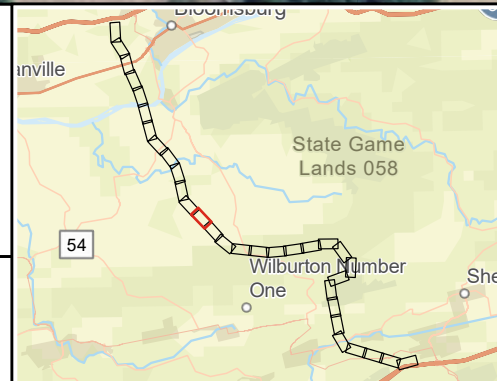 Bloomsburg
anville
State Game
Lands 058
54
Wilburton Number
One
She